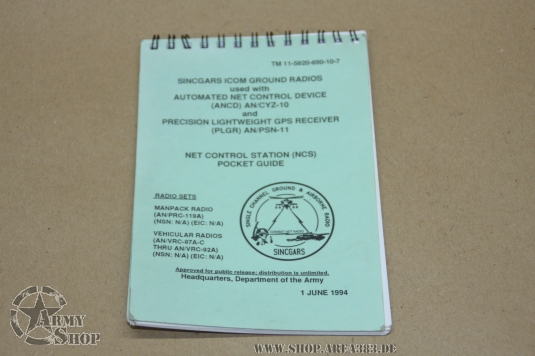 TM 11-5820-890-10-7
SINCGARS ICOM GROUND RADIOS
used with
AUTOMATED NET CONTROL DEVICE
(ANCD) AN/CYZ-10
and
PRECISION LIGHTWEIGHT GPS RECEIVER
(PLGR) AN/PSN-11
NET CONTROL STATION (NCS)
POCKET GUIDE
RADIO SETS
MANPACK RADIO
(AN/PRC-119A)
(NSN: N/A) (EIC: N/A)
VEHICULAR RADIOS
(AN/VRC-87A-C
THRU AN/VRC-92A)
(NSN: N/A) (EIC: N/A)
SINGLE CHANNEL GROUND & AIRBORNE RADIO
COMBAT NET RADIO
SINCGARS
Approved for public release; distribution is unlimited.
Headquarters, Department of the Army
1 JUNE 1994
ARMY
SHOP
WWW.SHOP.AREA383.DE